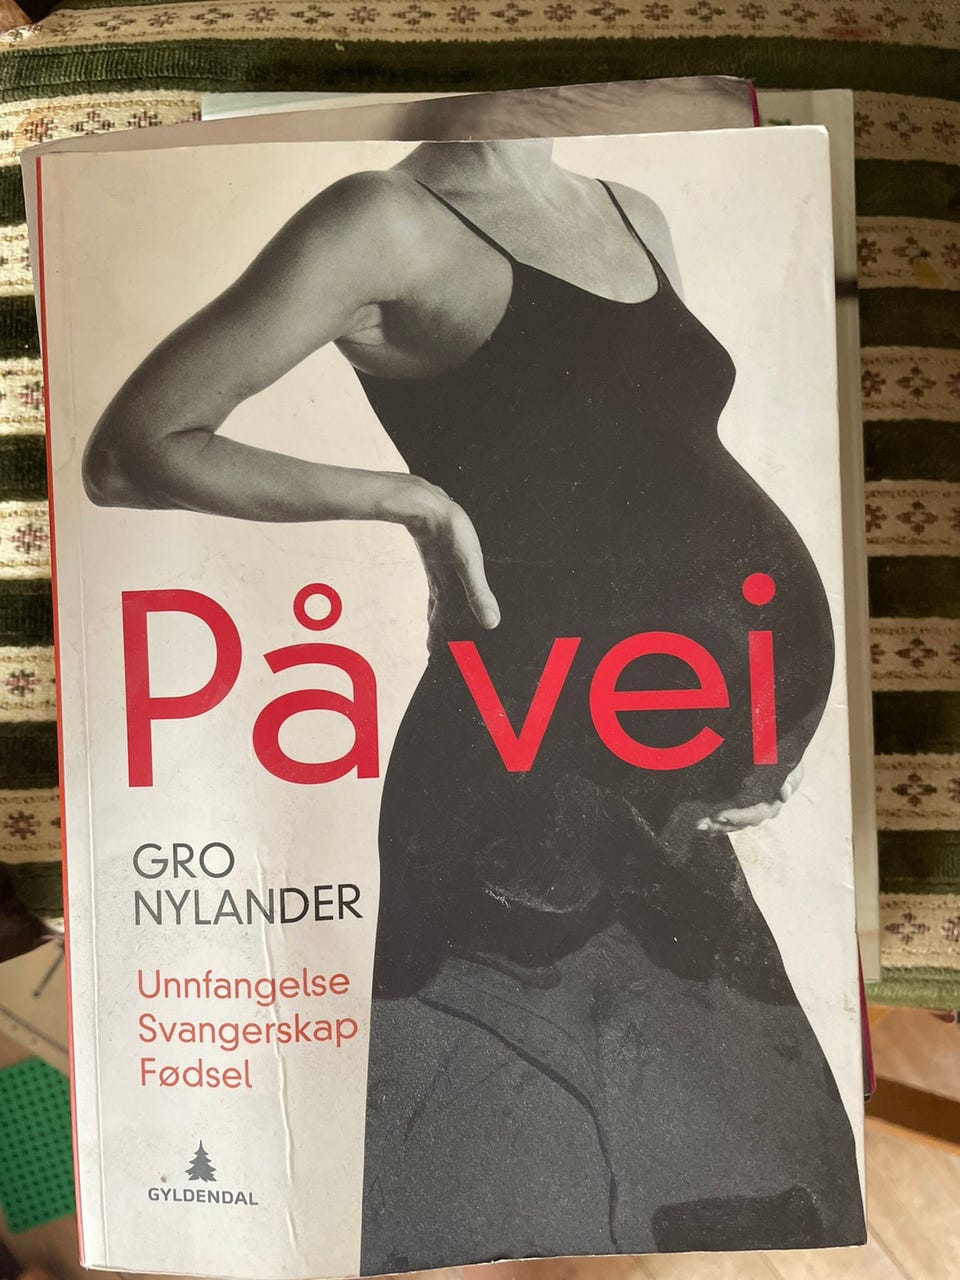 På vei
GRO
NYLANDER
Unnfangelse
Svangerskap
Fødsel
GYLDENDAL